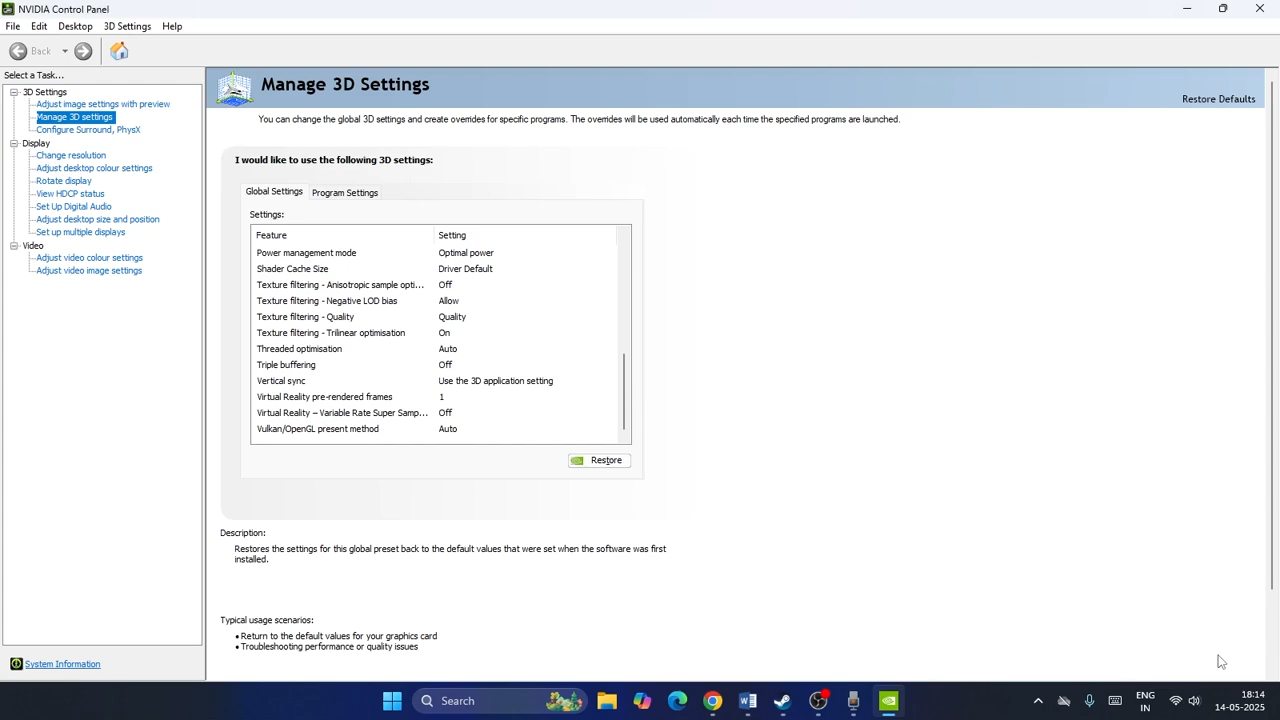 NVIDIA Control Panel
File Edit Desktop 3D Settings Help
Back
Select a Task...
3D Settings
Adjust image settings with preview
Manage 3D settings
Configure Surround, PhysX
Display
Change resolution
Adjust desktop colour settings
Rotate display
View HDCP status
Set Up Digital Audio
Adjust desktop size and position
Set up multiple displays
Video
Adjust video colour settings
Adjust video image settings
System Information
Manage 3D Settings
Restore Defaults
You can change the global 3D settings and create overrides for specific programs. The overrides will be used automatically each time the specified programs are launched.
I would like to use the following 3D settings:
Global Settings Program Settings
Settings:
Feature Setting
Power management mode Optimal power
Shader Cache Size Driver Default
Texture filtering - Anisotropic sample opti... Off
Texture filtering - Negative LOD bias Allow
Texture filtering - Quality Quality
Texture filtering - Trilinear optimisation On
Threaded optimisation Auto
Triple buffering Off
Vertical sync Use the 3D application setting
Virtual Reality pre-rendered frames 1
Virtual Reality – Variable Rate Super Samp... Off
Vulkan/OpenGL present method Auto
Restore
Description:
Restores the settings for this global preset back to the default values that were set when the software was first
installed.
Typical usage scenarios:
• Return to the default values for your graphics card
• Troubleshooting performance or quality issues
Search
ENG
IN
18:14
14-05-2025